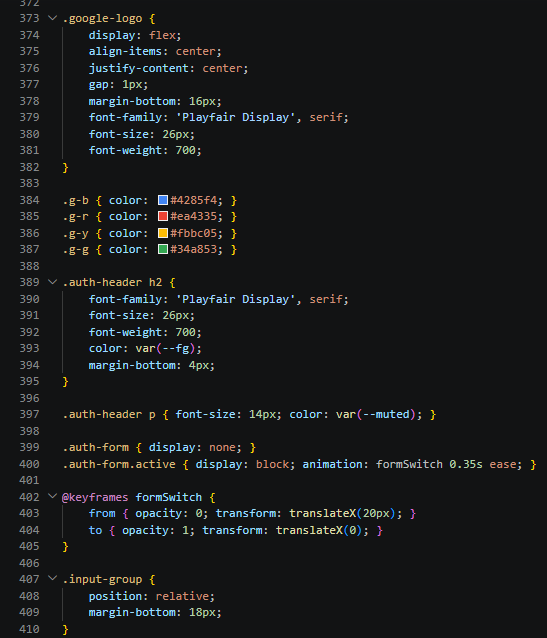 372
373 .google-logo {
374 display: flex;
375 align-items: center;
376 justify-content: center;
377 gap: 1px;
378 margin-bottom: 16px;
379 font-family: 'Playfair Display', serif;
380 font-size: 26px;
381 font-weight: 700;
382 }
383
384 .g-b { color: #4285f4; }
385 .g-r { color: #ea4335; }
386 .g-y { color: #fbbc05; }
387 .g-g { color: #34a853; }
388
389 .auth-header h2 {
390 font-family: 'Playfair Display', serif;
391 font-size: 26px;
392 font-weight: 700;
393 color: var(--fg);
394 margin-bottom: 4px;
395 }
396
397 .auth-header p { font-size: 14px; color: var(--muted); }
398
399 .auth-form { display: none; }
400 .auth-form.active { display: block; animation: formSwitch 0.35s ease; }
401
402 @keyframes formSwitch {
403 from { opacity: 0; transform: translateX(20px); }
404 to { opacity: 1; transform: translateX(0); }
405 }
406
407 .input-group {
408 position: relative;
409 margin-bottom: 18px;
410 }